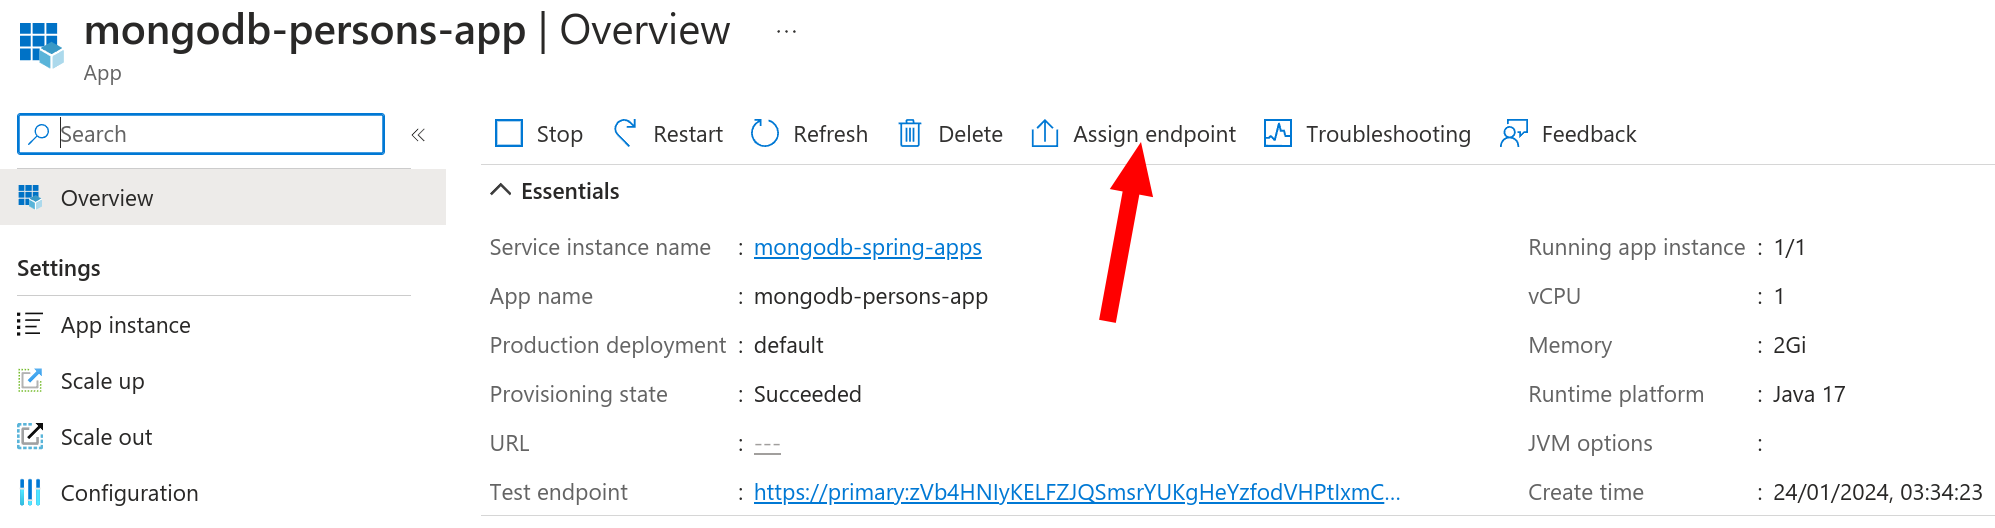 mongodb-persons-app | Overview ...
App
Search «
Stop Restart Refresh Delete Assign endpoint Troubleshooting Feedback
Overview
Settings
App instance
Scale up
Scale out
Configuration
Essentials
Service instance name : mongodb-spring-apps
App name : mongodb-persons-app
Production deployment : default
Provisioning state : Succeeded
URL : ---
Test endpoint : https://primary:zVb4HNlyKELFZJQSmsrYUKgHeYzfodVHPtIxmC...
Running app instance : 1/1
vCPU : 1
Memory : 2Gi
Runtime platform : Java 17
JVM options :
Create time : 24/01/2024, 03:34:23